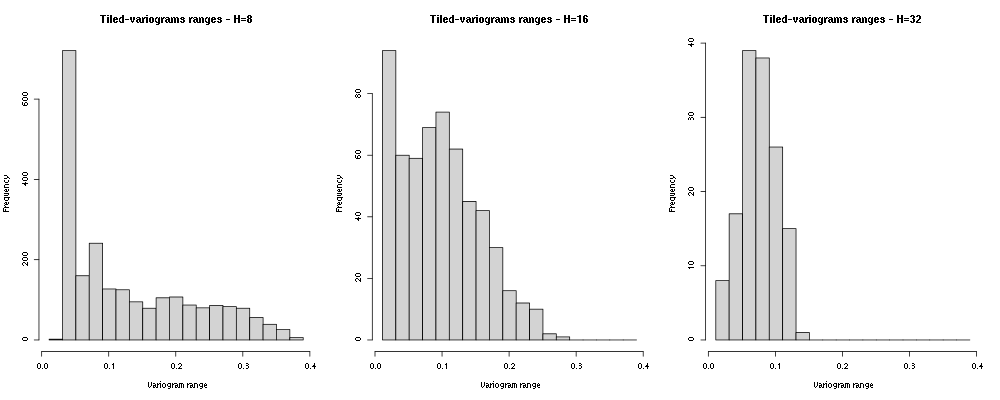 Tiled-variograms ranges - H=8
Frequency
600
400
200
0
0.0 0.1 0.2 0.3 0.4
Variogram range
Tiled-variograms ranges - H=16
Frequency
80
60
40
20
0
0.0 0.1 0.2 0.3 0.4
Variogram range
Tiled-variograms ranges - H=32
Frequency
40
30
20
10
0
0.0 0.1 0.2 0.3 0.4
Variogram range